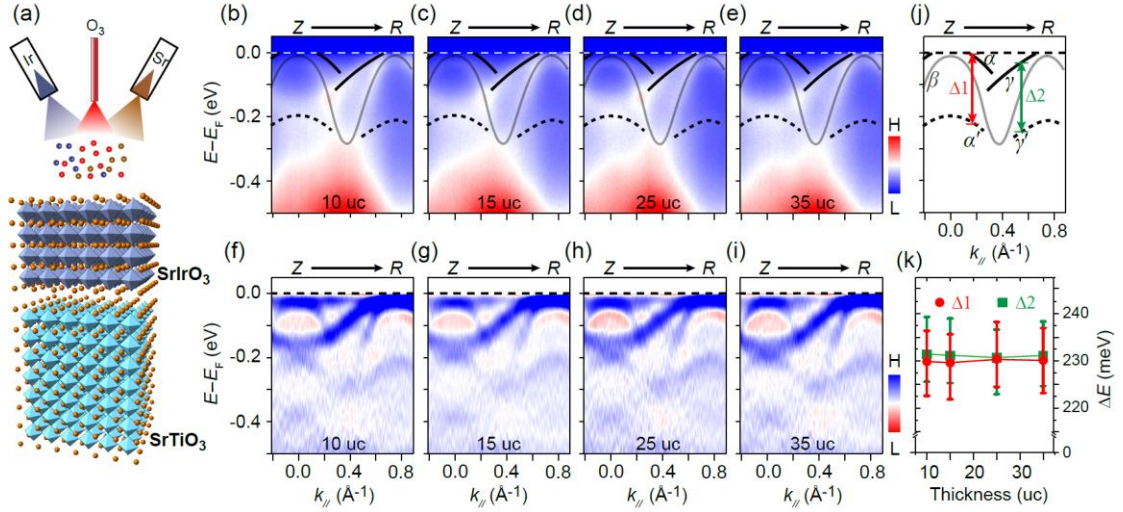 (a)
O₃
Ir
Sr
SrIrO₃
SrTiO₃
(b) (c) (d) (e) (j)
Z R Z R Z R Z R Z R
E–E_F (eV)
0.0
-0.2
-0.4
10 uc 15 uc 25 uc 35 uc
H
L
α
β
γ
Δ1
Δ2
α'
γ'
0.0 0.4 0.8
k// (Å⁻¹)
(f) (g) (h) (i) (k)
Z R Z R Z R Z R
E–E_F (eV)
0.0
-0.2
-0.4
10 uc 15 uc 25 uc 35 uc
0.0 0.4 0.8 0.0 0.4 0.8 0.0 0.4 0.8 0.0 0.4 0.8
k// (Å⁻¹) k// (Å⁻¹) k// (Å⁻¹) k// (Å⁻¹)
H
L
Δ1 Δ2
240
230
220
0
ΔE (meV)
10 20 30
Thickness (uc)